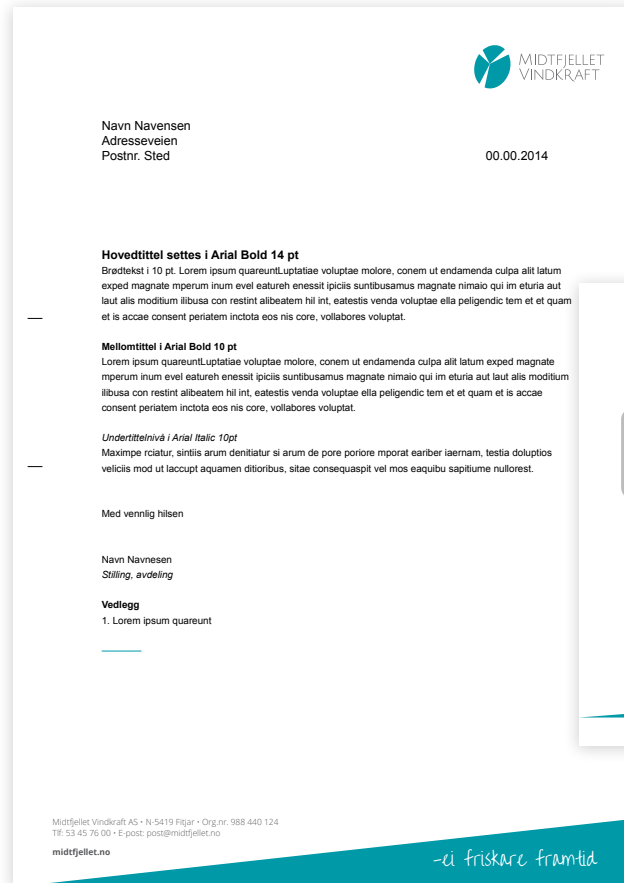 MIDTFJELLET
VINDKRAFT
Navn Navensen
Adresseveien
Postnr. Sted
00.00.2014
Hovedtittel settes i Arial Bold 14 pt
Brødtekst i 10 pt. Lorem ipsum quareuntLuptatiae voluptae molore, conem ut endamenda culpa alit latum
exped magnate mperum inum evel eatureh enessit ipiciis suntibusamus magnate nimaio qui im eturia aut
laut alis moditium ilibusa con restint alibeatem hil int, eatestis venda voluptae ella peligendic tem et et quam
et is accae consent periatem inctota eos nis core, vollabores voluptat.
Mellomtittel i Arial Bold 10 pt
Lorem ipsum quareuntLuptatiae voluptae molore, conem ut endamenda culpa alit latum exped magnate
mperum inum evel eatureh enessit ipiciis suntibusamus magnate nimaio qui im eturia aut laut alis moditium
ilibusa con restint alibeatem hil int, eatestis venda voluptae ella peligendic tem et et quam et is accae
consent periatem inctota eos nis core, vollabores voluptat.
Undertittelnivå i Arial Italic 10pt
Maximpe rciatur, sintiis arum denitiatur si arum de pore poriore mporat eariber iaernam, testia doluptios
veliciis mod ut laccupt aquamen ditioribus, sitae consequaspit vel mos eaquibu sapitiume nullorest.
Med vennlig hilsen
Navn Navnesen
Stilling, avdeling
Vedlegg
1. Lorem ipsum quareunt
Midtfjellet Vindkraft AS • N-5419 Fitjar • Org.nr. 988 440 124
Tlf: 53 45 76 00 • E-post: post@midtfjellet.no
midtfjellet.no
-ei friskare framtid